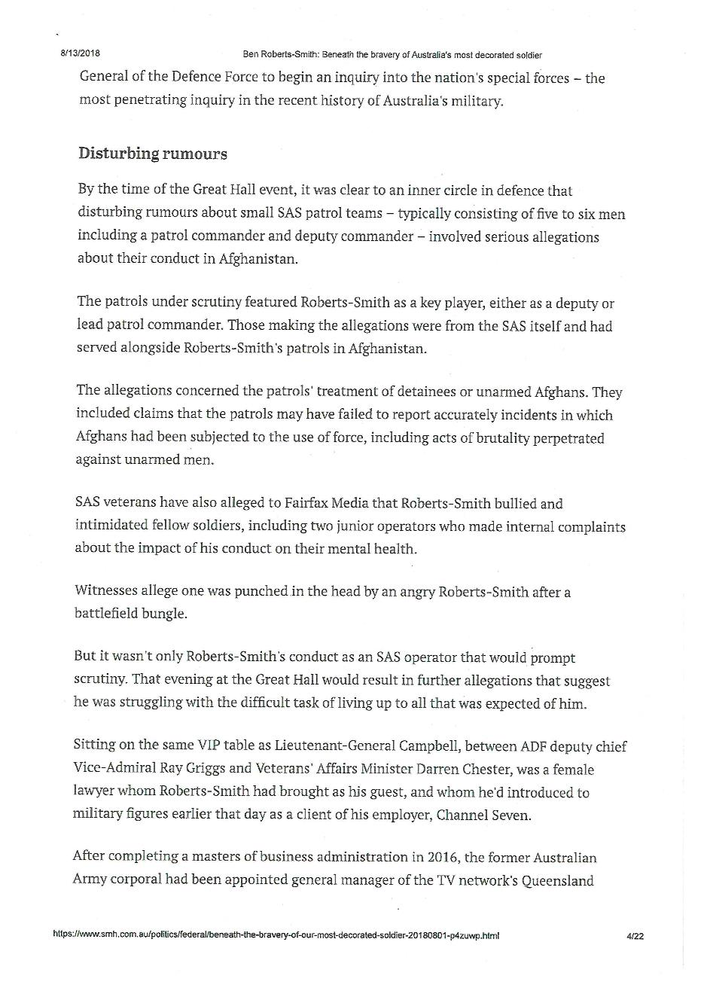 8/13/2018
Ben Roberts-Smith: Beneath the bravery of Australia's most decorated soldier
General of the Defence Force to begin an inquiry into the nation's special forces – the
most penetrating inquiry in the recent history of Australia's military.
Disturbing rumours
By the time of the Great Hall event, it was clear to an inner circle in defence that
disturbing rumours about small SAS patrol teams – typically consisting of five to six men
including a patrol commander and deputy commander – involved serious allegations
about their conduct in Afghanistan.
The patrols under scrutiny featured Roberts-Smith as a key player, either as a deputy or
lead patrol commander. Those making the allegations were from the SAS itself and had
served alongside Roberts-Smith's patrols in Afghanistan.
The allegations concerned the patrols' treatment of detainees or unarmed Afghans. They
included claims that the patrols may have failed to report accurately incidents in which
Afghans had been subjected to the use of force, including acts of brutality perpetrated
against unarmed men.
SAS veterans have also alleged to Fairfax Media that Roberts-Smith bullied and
intimidated fellow soldiers, including two junior operators who made internal complaints
about the impact of his conduct on their mental health.
Witnesses allege one was punched in the head by an angry Roberts-Smith after a
battlefield bungle.
But it wasn't only Roberts-Smith's conduct as an SAS operator that would prompt
scrutiny. That evening at the Great Hall would result in further allegations that suggest
he was struggling with the difficult task of living up to all that was expected of him.
Sitting on the same VIP table as Lieutenant-General Campbell, between ADF deputy chief
Vice-Admiral Ray Griggs and Veterans' Affairs Minister Darren Chester, was a female
lawyer whom Roberts-Smith had brought as his guest, and whom he'd introduced to
military figures earlier that day as a client of his employer, Channel Seven.
After completing a masters of business administration in 2016, the former Australian
Army corporal had been appointed general manager of the TV network's Queensland
https://www.smh.com.au/politics/federal/beneath-the-bravery-of-our-most-decorated-soldier-20180801-p4zuwp.html
4/22